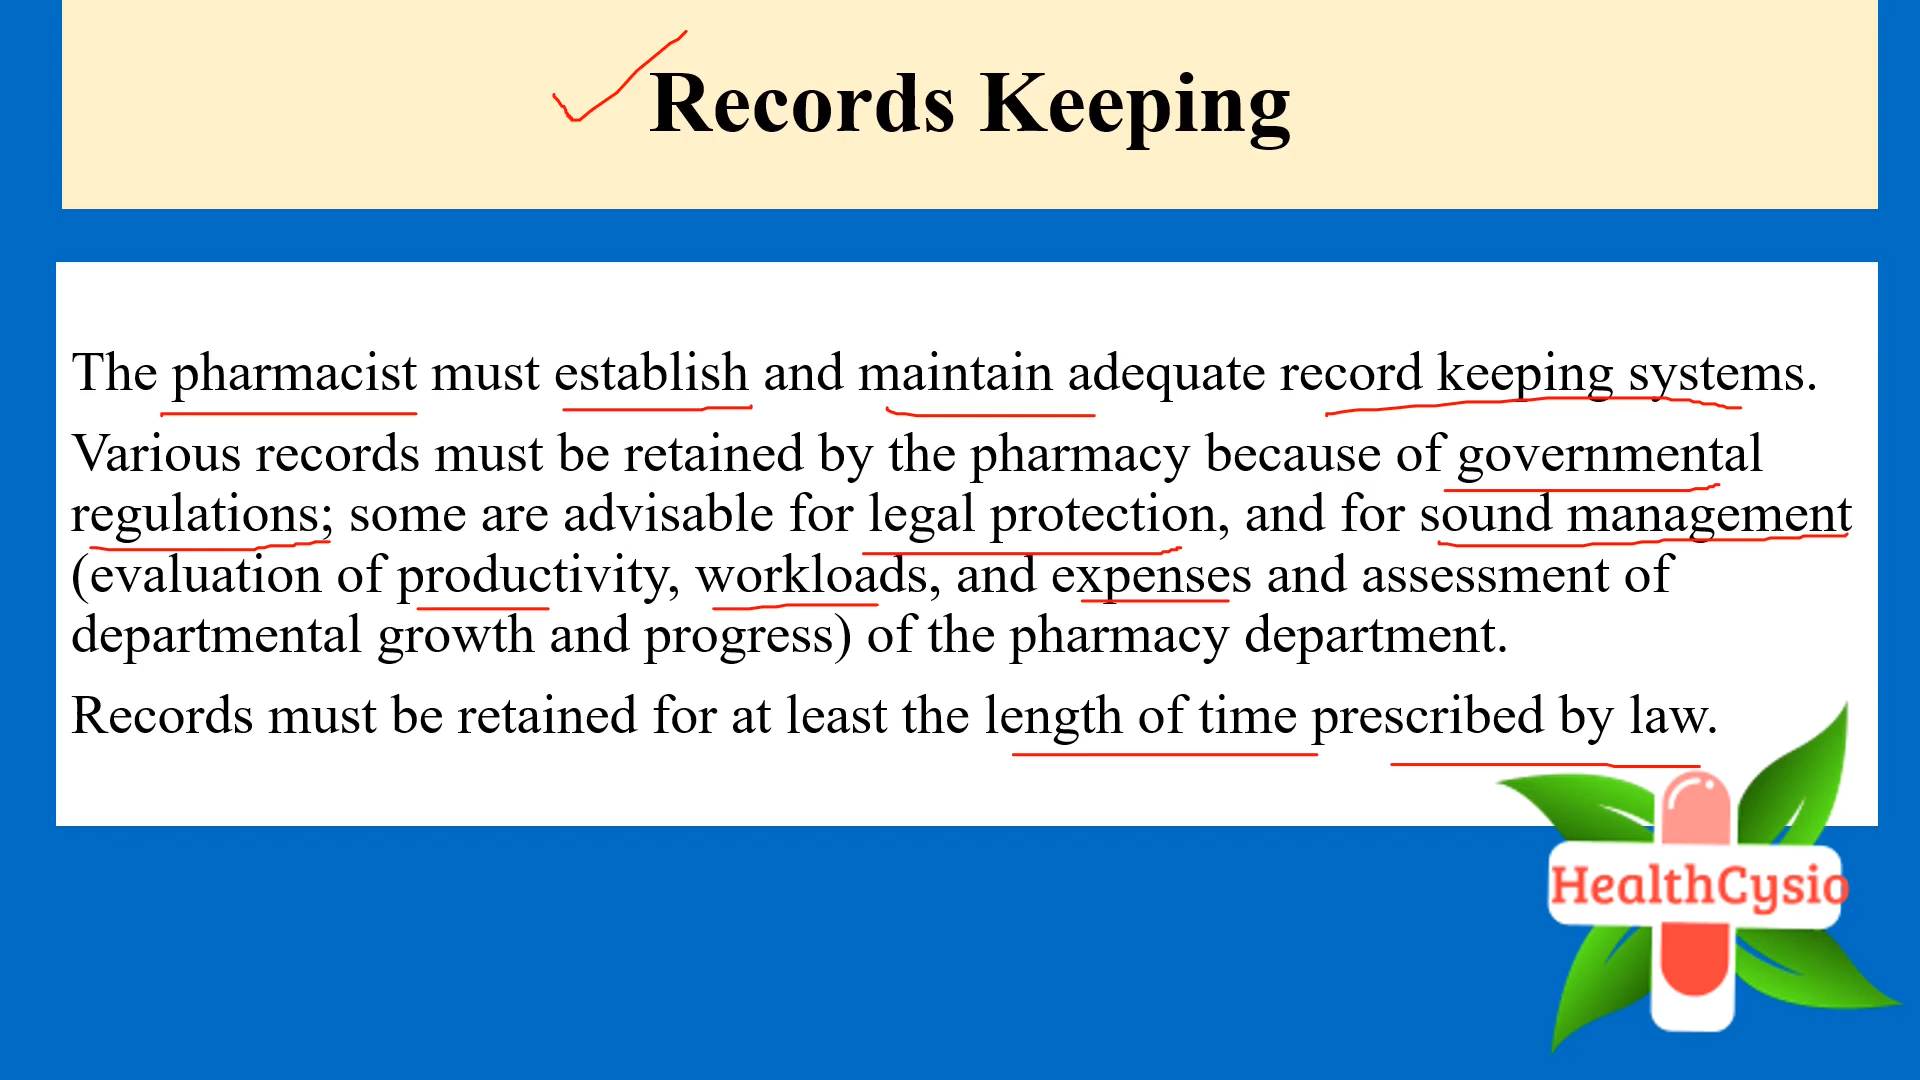 Records Keeping
The pharmacist must establish and maintain adequate record keeping systems.
Various records must be retained by the pharmacy because of governmental
regulations; some are advisable for legal protection, and for sound management
(evaluation of productivity, workloads, and expenses and assessment of
departmental growth and progress) of the pharmacy department.
Records must be retained for at least the length of time prescribed by law.
HealthCysio